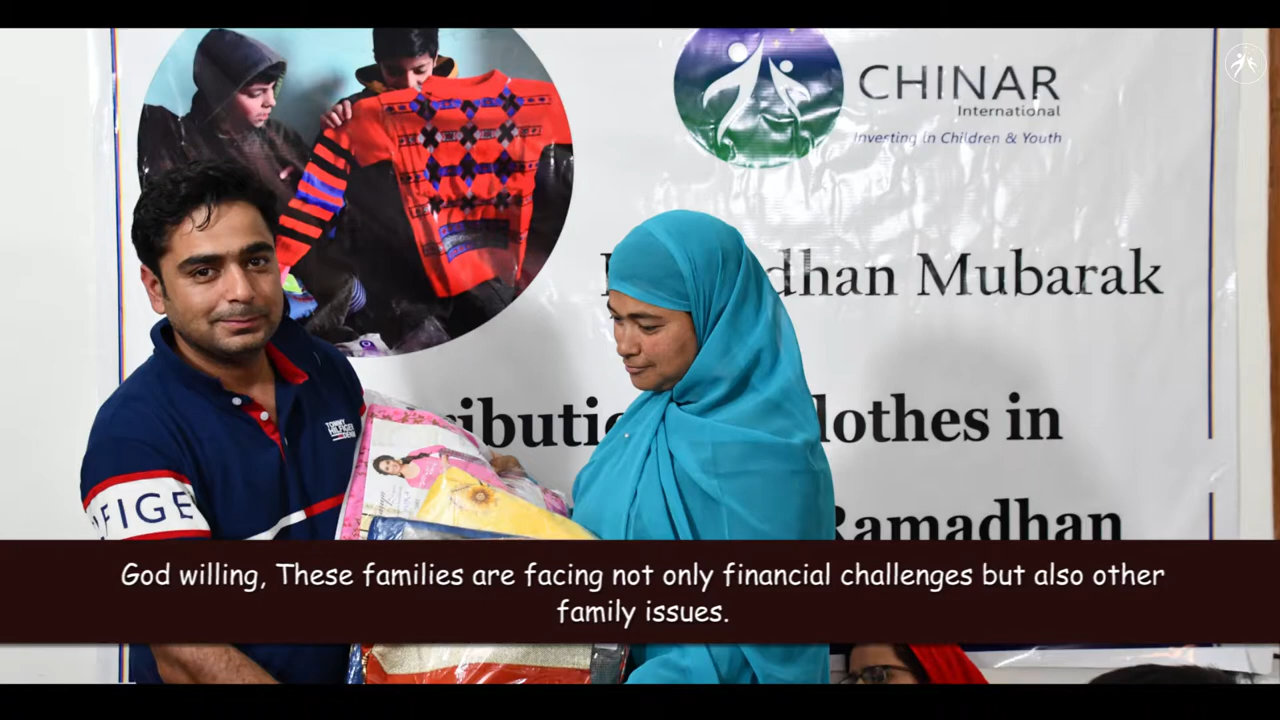 CHINAR
International
Investing in Children & Youth
dhan Mubarak
ributi lothes in
Ramadhan
TOMMY
HILFIGER
DENIM
FIGE
God willing, These families are facing not only financial challenges but also other
family issues.